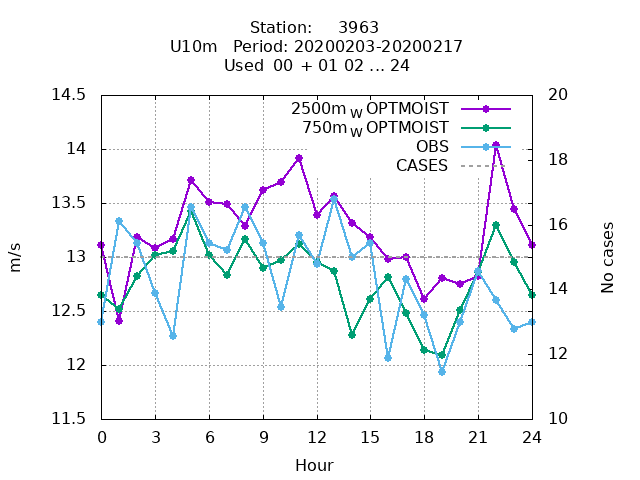 Station: 3963
U10m Period: 20200203-20200217
Used 00 + 01 02 ... 24
2500m W OPTMOIST
750m W OPTMOIST
OBS
CASES
m/s
14.5
14
13.5
13
12.5
12
11.5
20
18
16
14
12
10
No cases
0 3 6 9 12 15 18 21 24
Hour